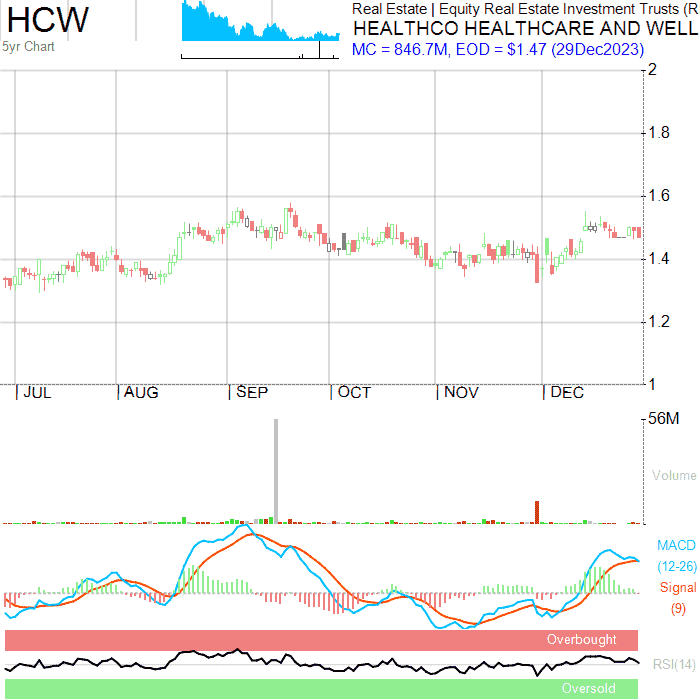 HCW
5yr Chart
Real Estate | Equity Real Estate Investment Trusts (R
HEALTHCO HEALTHCARE AND WELL
MC = 846.7M, EOD = $1.47 (29Dec2023)
2
1.8
1.6
1.4
1.2
1
| JUL | AUG | SEP | OCT | NOV | DEC
56M
Volume
MACD
(12-26)
Signal
(9)
Overbought
RSI(14)
Oversold